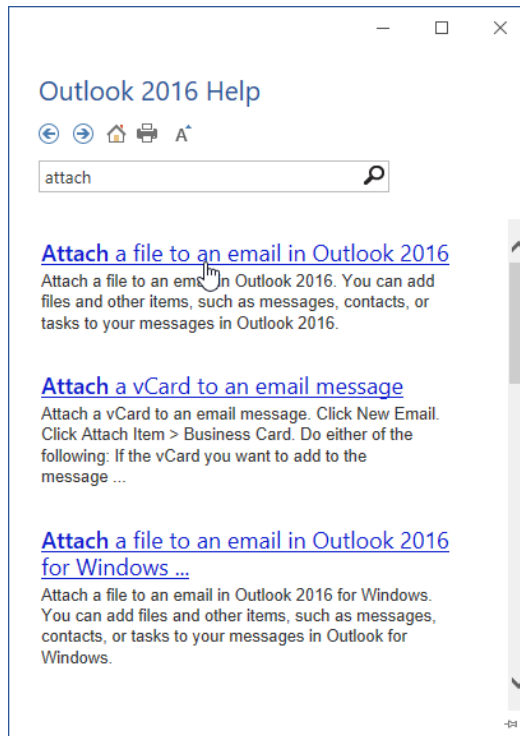 Outlook 2016 Help
A
attach
Attach a file to an email in Outlook 2016
Attach a file to an email in Outlook 2016. You can add
files and other items, such as messages, contacts, or
tasks to your messages in Outlook 2016.
Attach a vCard to an email message
Attach a vCard to an email message. Click New Email.
Click Attach Item > Business Card. Do either of the
following: If the vCard you want to add to the
message ...
Attach a file to an email in Outlook 2016
for Windows ...
Attach a file to an email in Outlook 2016 for Windows.
You can add files and other items, such as messages,
contacts, or tasks to your messages in Outlook for
Windows.